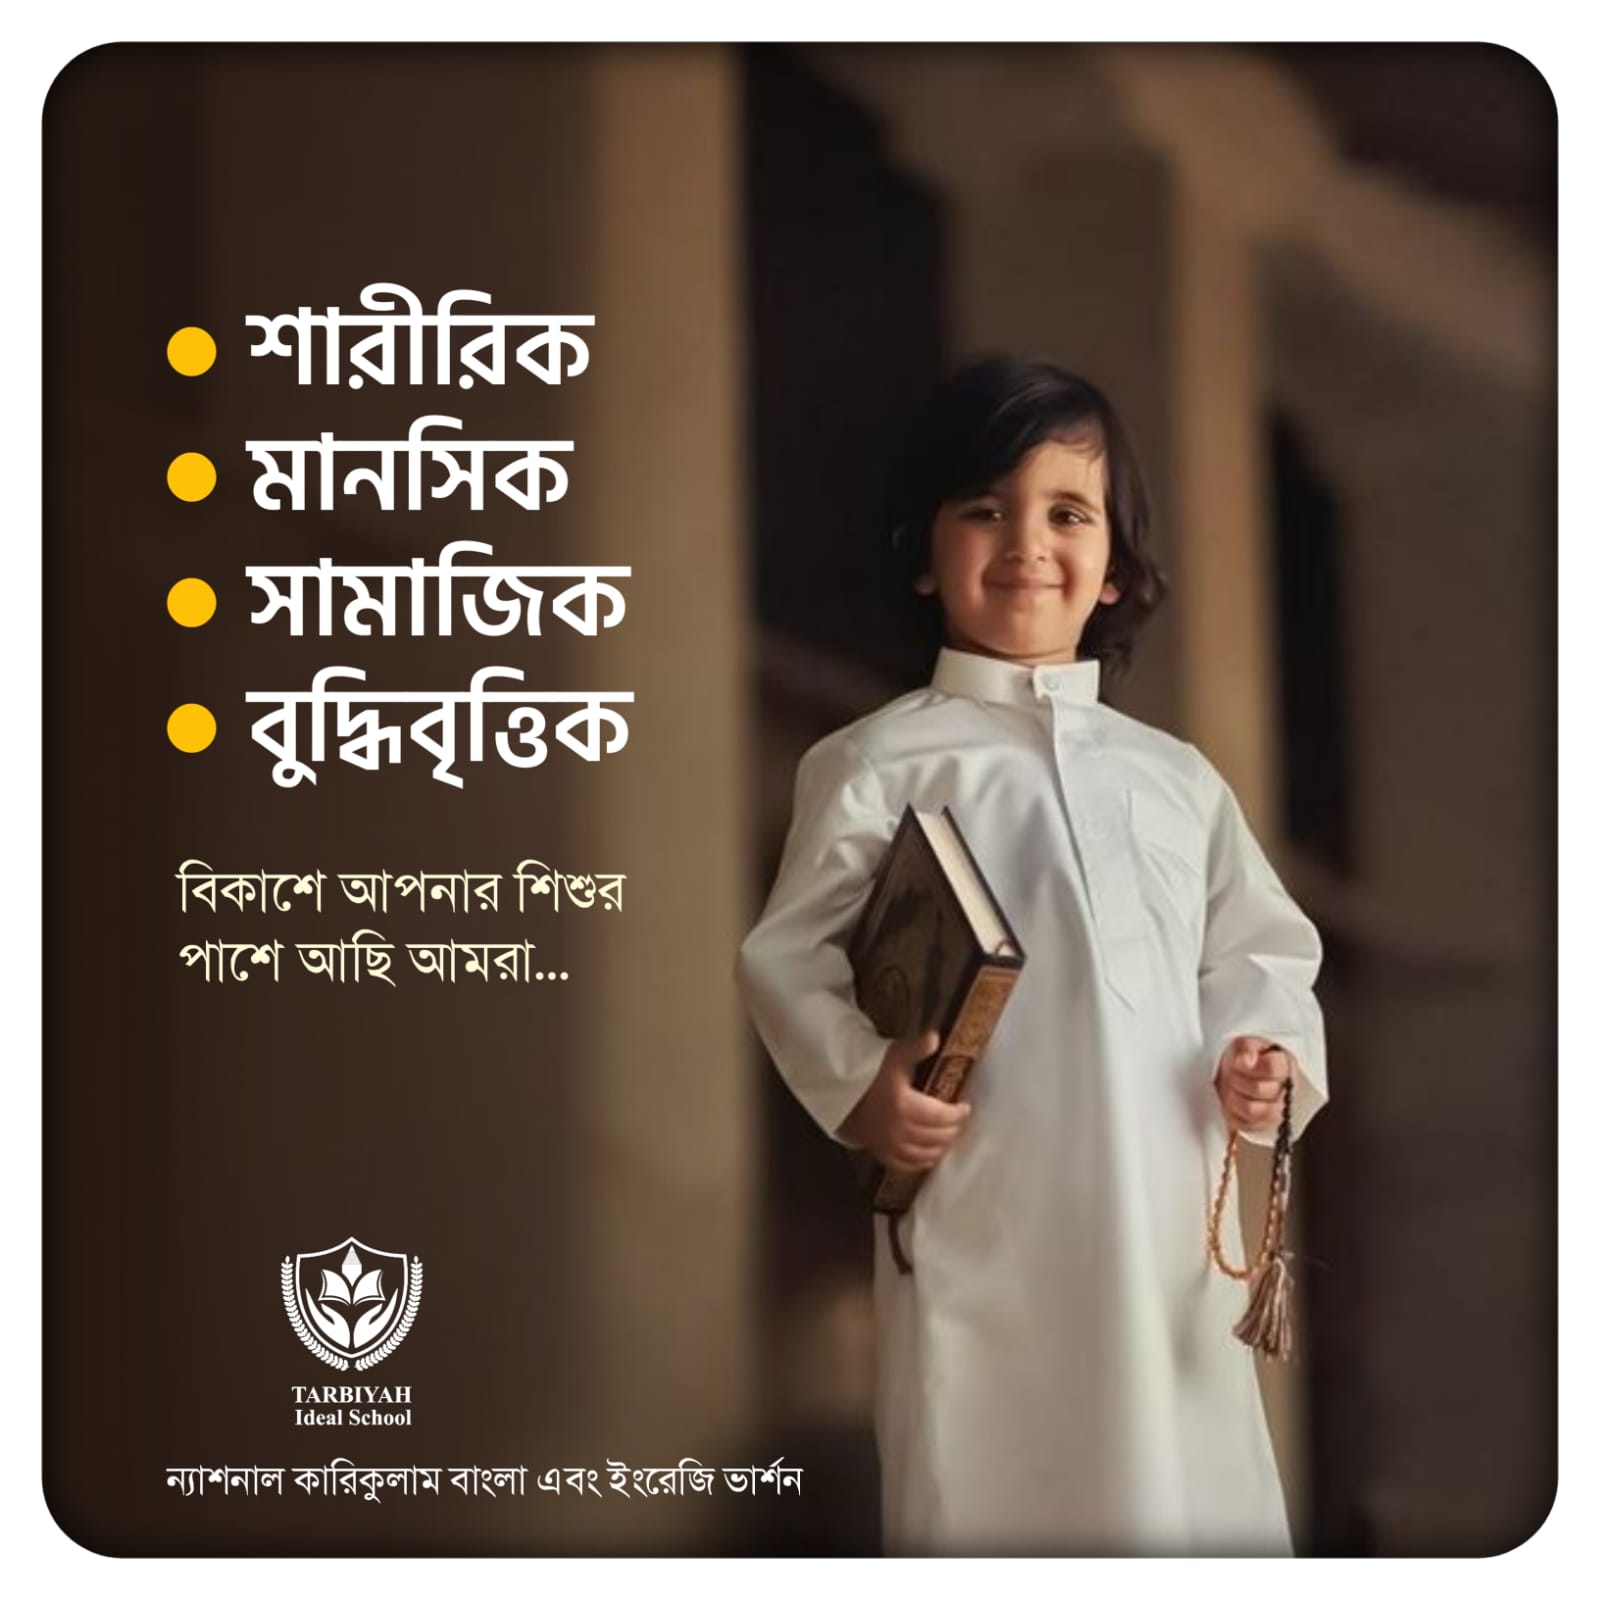 • শারীরিক
• মানসিক
• সামাজিক
• বুদ্ধিবৃত্তিক
বিকাশে আপনার শিশুর
পাশে আছি আমরা...
TARBIYAH
Ideal School
ন্যাশনাল কারিকুলাম বাংলা এবং ইংরেজি ভার্শন